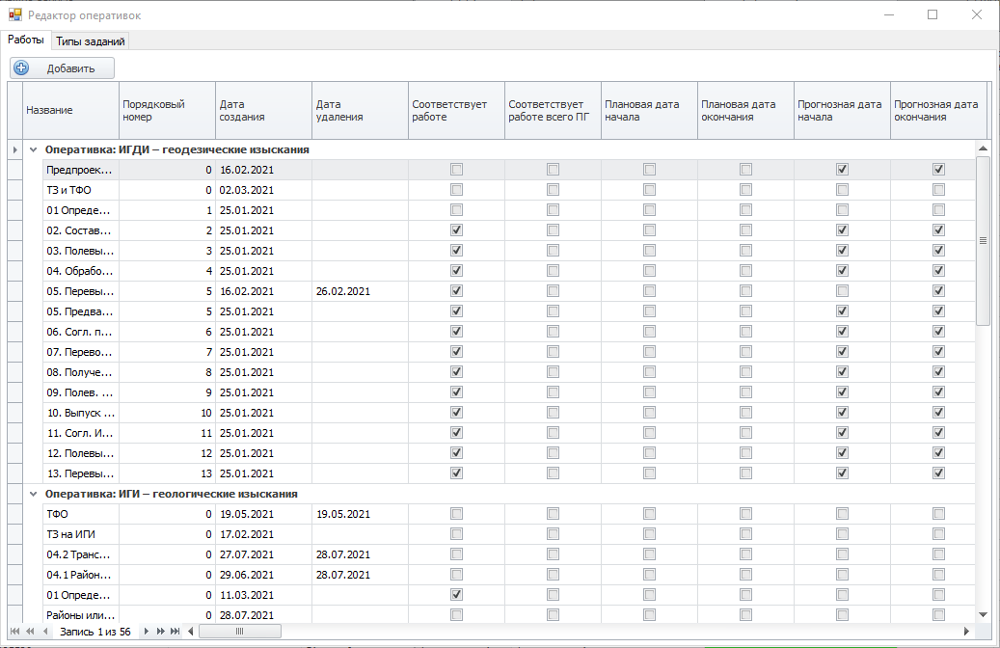 Редактор оперативок
Работы Типы заданий
Добавить
Название Порядковый номер Дата создания Дата удаления Соответствует работе Соответствует работе всего ПГ Плановая дата начала Плановая дата окончания Прогнозная дата начала Прогнозная дата окончания
Оперативка: ИГДИ – геодезические изыскания
Предпроек... 0 16.02.2021
ТЗ и ТФО 0 02.03.2021
01 Опреде... 1 25.01.2021
02. Состав... 2 25.01.2021
03. Полевы... 3 25.01.2021
04. Обрабо... 4 25.01.2021
05. Перевы... 5 16.02.2021 26.02.2021
05. Предва... 5 25.01.2021
06. Согл. п... 6 25.01.2021
07. Перево... 7 25.01.2021
08. Получе... 8 25.01.2021
09. Полев. ... 9 25.01.2021
10. Выпуск ... 10 25.01.2021
11. Согл. И... 11 25.01.2021
12. Полевы... 12 25.01.2021
13. Перевы... 13 25.01.2021
Оперативка: ИГИ – геологические изыскания
ТФО 0 19.05.2021 19.05.2021
ТЗ на ИГИ 0 17.02.2021
04.2 Транс... 0 27.07.2021 28.07.2021
04.1 Район... 0 29.06.2021 28.07.2021
01 Опреде... 0 11.03.2021
Районы или... 0 28.07.2021
Запись 1 из 56